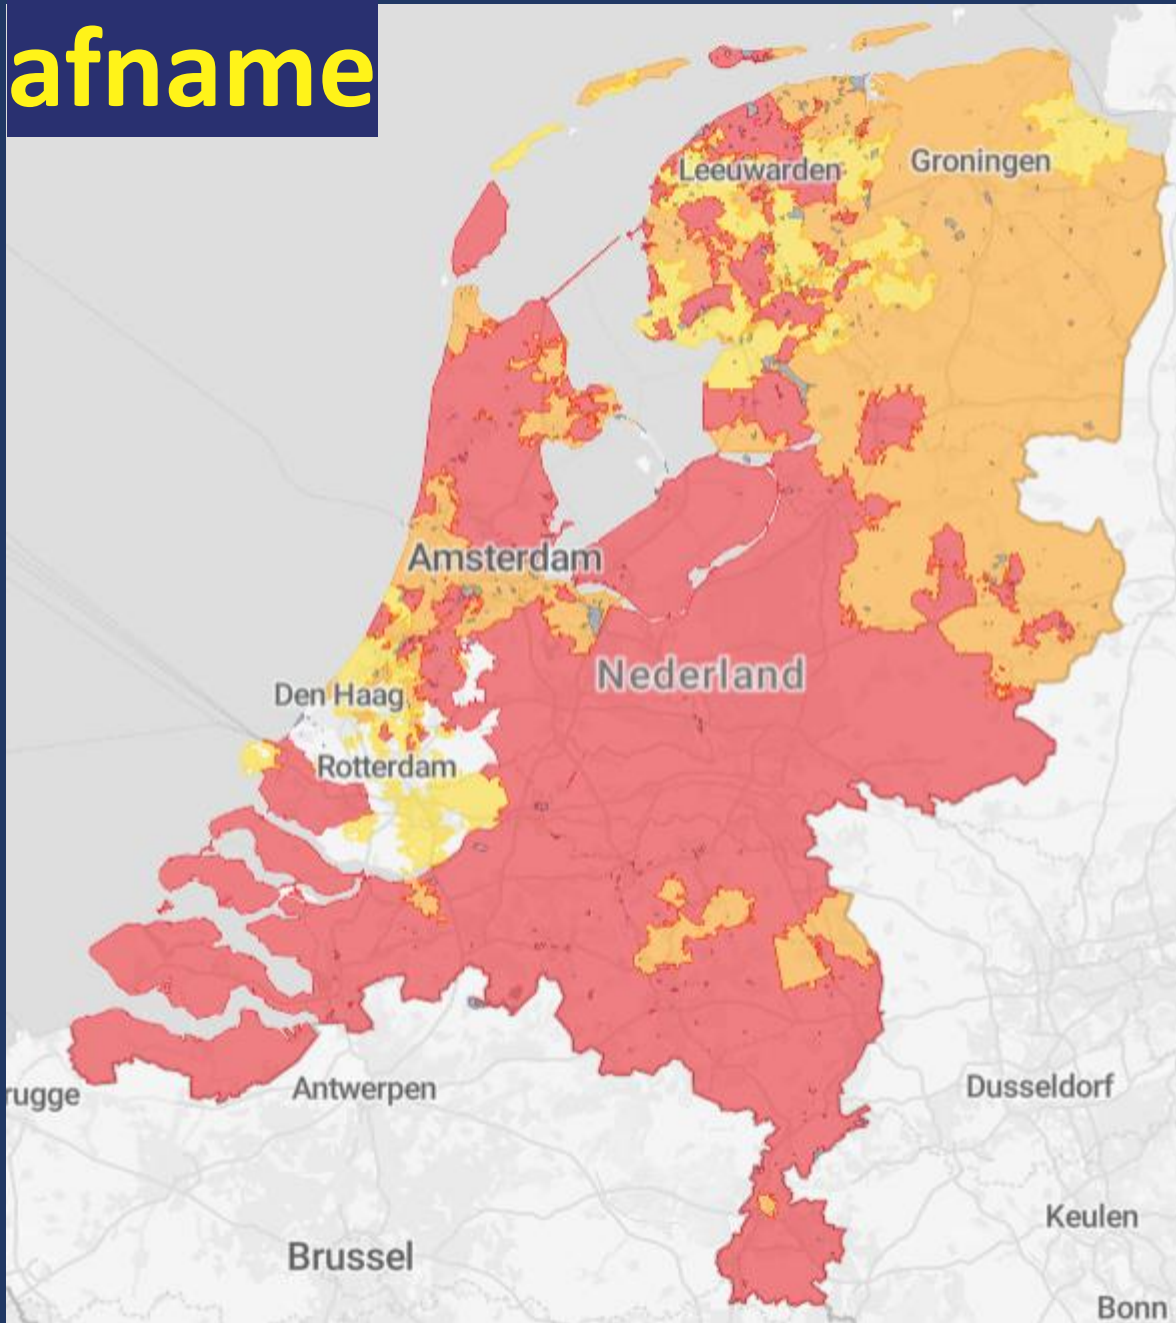 afname
Leeuwarden
Groningen
Amsterdam
Nederland
Den Haag
Rotterdam
rugge
Antwerpen
Dusseldorf
Keulen
Brussel
Bonn